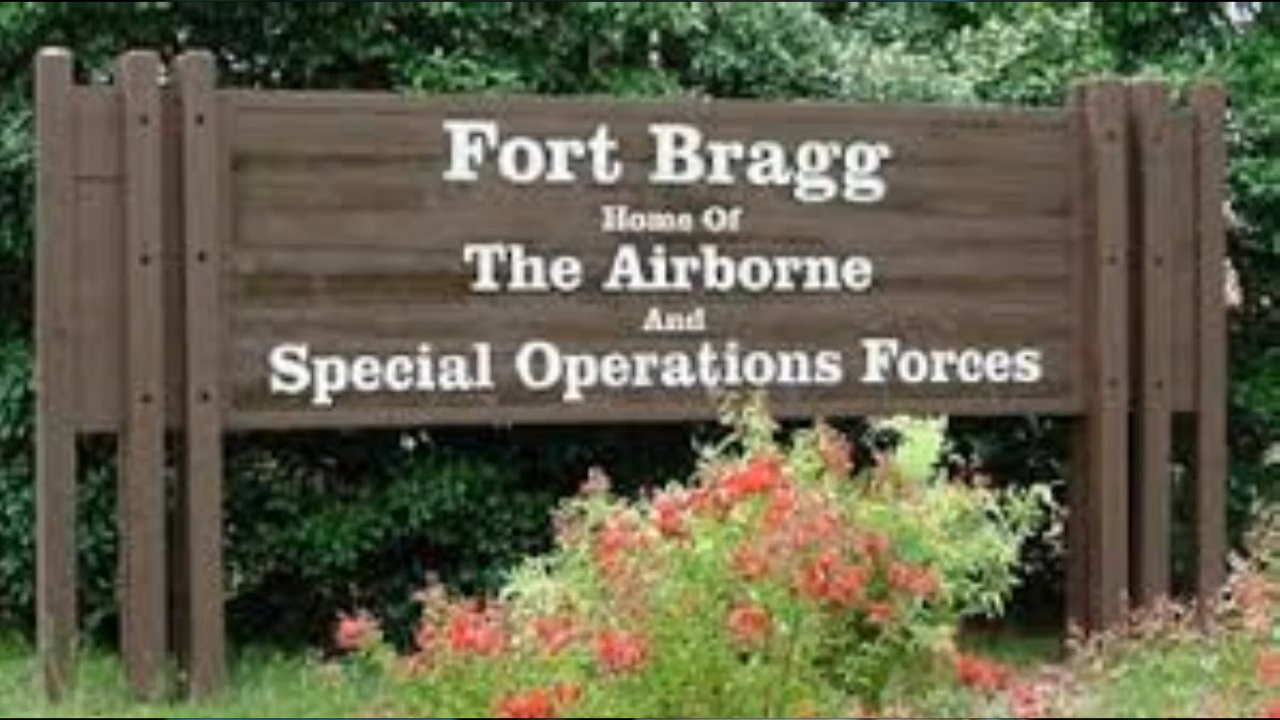 Fort Bragg
Home Of
The Airborne
And
Special Operations Forces